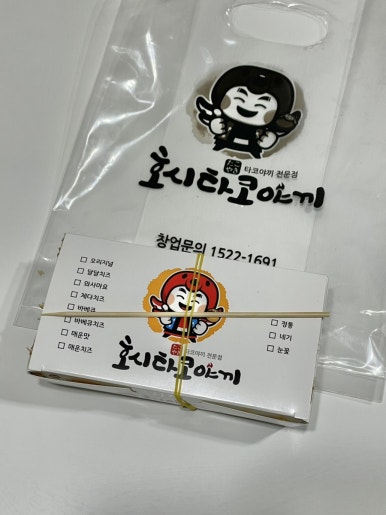 타코야끼 전문점
호시타코야끼
창업문의 1522-1691
오리지널
달달치즈
와사마요
체다치즈
바베큐
바베큐치즈
매운맛
매운치즈
타코야끼 전문점
호시타코야끼
정통
네기
눈꽃